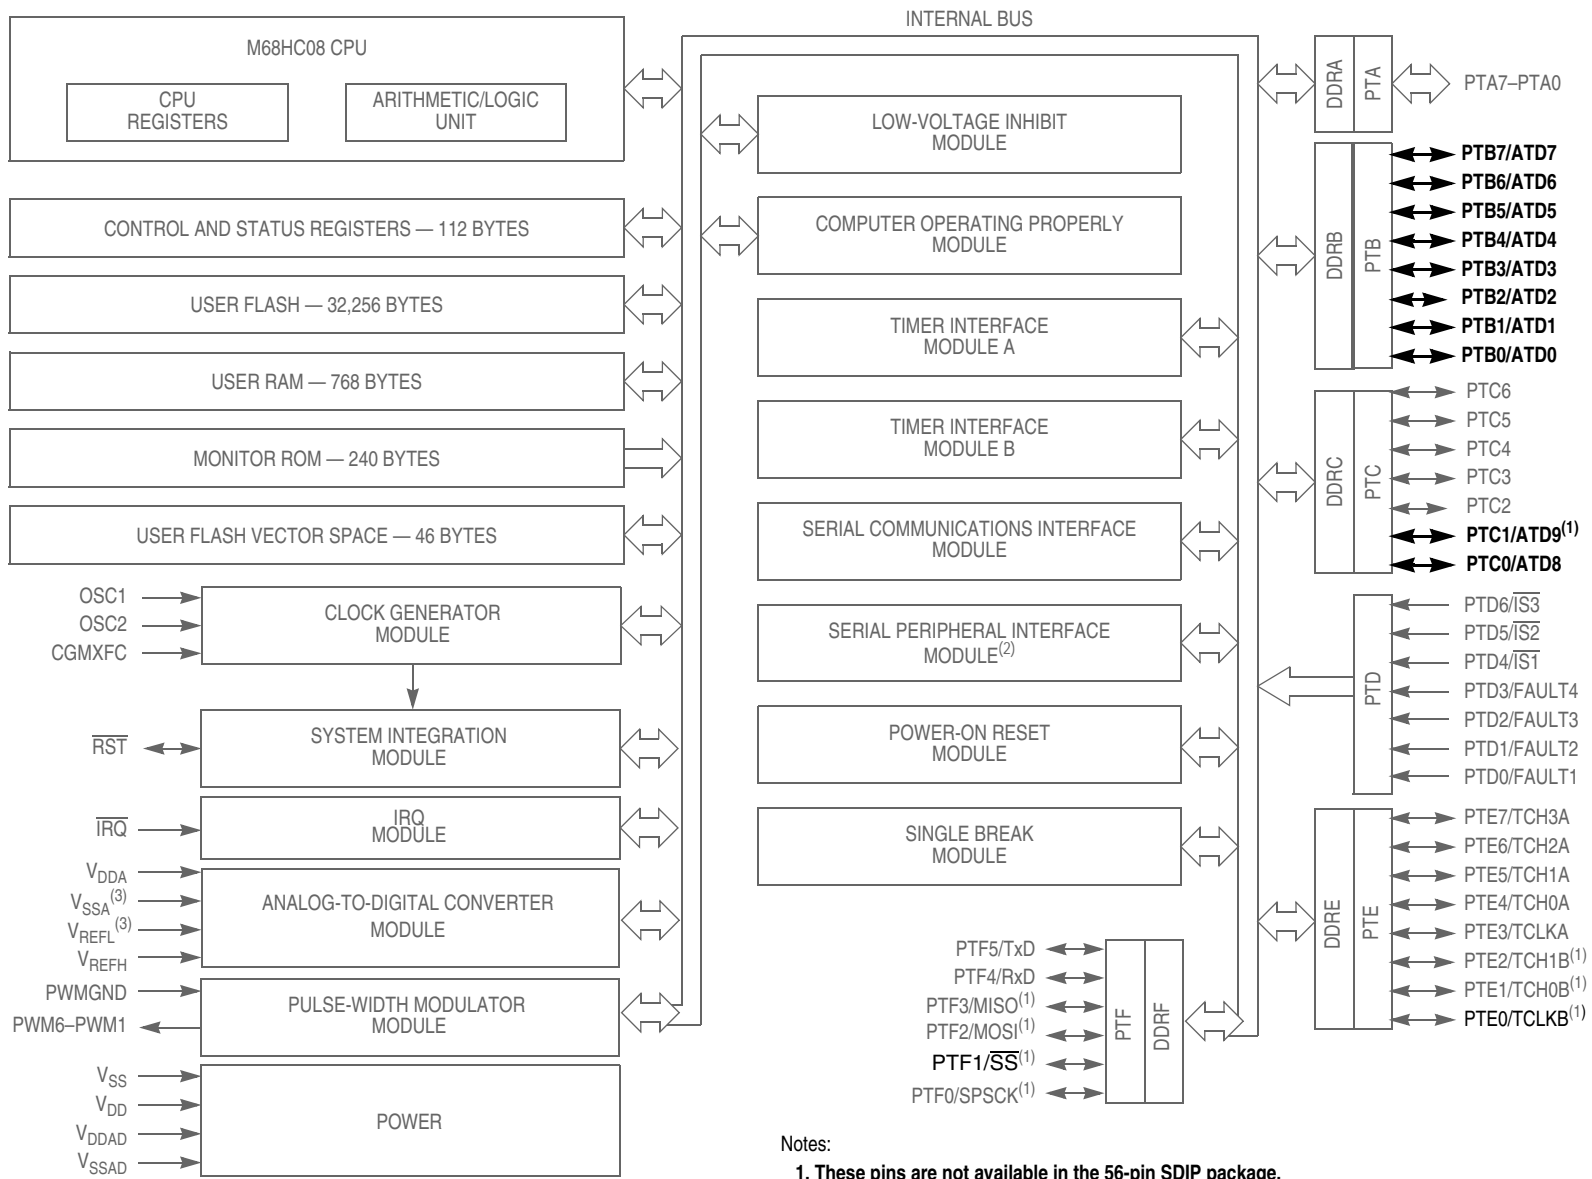 INTERNAL BUS
M68HC08 CPU
CPU
REGISTERS
ARITHMETIC/LOGIC
UNIT
CONTROL AND STATUS REGISTERS — 112 BYTES
USER FLASH — 32,256 BYTES
USER RAM — 768 BYTES
MONITOR ROM — 240 BYTES
USER FLASH VECTOR SPACE — 46 BYTES
OSC1
OSC2
CGMXFC
CLOCK GENERATOR
MODULE
RST
SYSTEM INTEGRATION
MODULE
IRQ
IRQ
MODULE
VDDA
VSSA(3)
VREFL(3)
VREFH
ANALOG-TO-DIGITAL CONVERTER
MODULE
PWMGND
PWM6–PWM1
PULSE-WIDTH MODULATOR
MODULE
VSS
VDD
VDDAD
VSSAD
POWER
LOW-VOLTAGE INHIBIT
MODULE
COMPUTER OPERATING PROPERLY
MODULE
TIMER INTERFACE
MODULE A
TIMER INTERFACE
MODULE B
SERIAL COMMUNICATIONS INTERFACE
MODULE
SERIAL PERIPHERAL INTERFACE
MODULE(2)
POWER-ON RESET
MODULE
SINGLE BREAK
MODULE
PTF5/TxD
PTF4/RxD
PTF3/MISO(1)
PTF2/MOSI(1)
PTF1/SS(1)
PTF0/SPSCK(1)
PTF
DDRF
DDRA
PTA
PTA7–PTA0
DDRB
PTB
PTB7/ATD7
PTB6/ATD6
PTB5/ATD5
PTB4/ATD4
PTB3/ATD3
PTB2/ATD2
PTB1/ATD1
PTB0/ATD0
DDRC
PTC
PTC6
PTC5
PTC4
PTC3
PTC2
PTC1/ATD9(1)
PTC0/ATD8
PTD
PTD6/IS3
PTD5/IS2
PTD4/IS1
PTD3/FAULT4
PTD2/FAULT3
PTD1/FAULT2
PTD0/FAULT1
DDRE
PTE
PTE7/TCH3A
PTE6/TCH2A
PTE5/TCH1A
PTE4/TCH0A
PTE3/TCLKA
PTE2/TCH1B(1)
PTE1/TCH0B(1)
PTE0/TCLKB(1)
Notes:
1. These pins are not available in the 56-pin SDIP package.